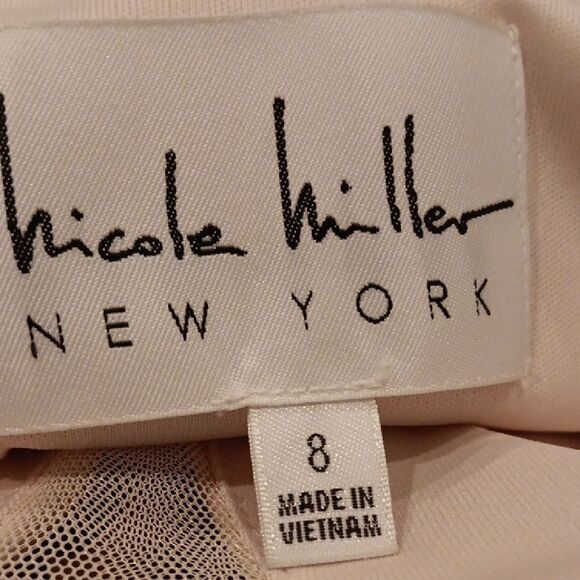 nicole miller
NEW YORK
8
MADE IN
VIETNAM